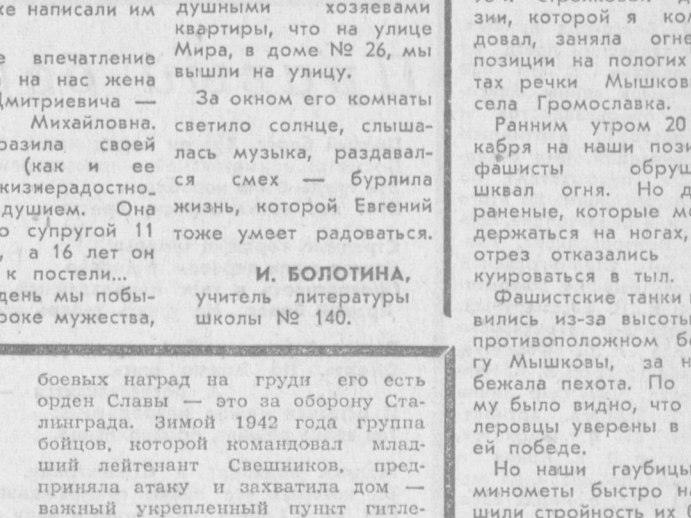 же написали им
впечатление
на нас жена
Дмитриевича —
Михайловна.
своей
(как и ее
жизнерадостно-
душием. Она
супругой 11
, а 16 лет он
к постели...
день мы побы-
роке мужества,
душными хозяевами
квартиры, что на улице
Мира, в доме № 26, мы
вышли на улицу.
За окном его комнаты
светило солнце, слыша-
лась музыка, раздавал-
ся смех — бурлила
жизнь, которой Евгений
тоже умеет радоваться.
И. БОЛОТИНА,
учитель литературы
школы № 140.
боевых наград на груди его есть
орден Славы — это за оборону Ста-
линграда. Зимой 1942 года группа
бойцов, которой командовал млад-
ший лейтенант Свешников, пред-
приняла атаку и захватила дом —
важный укрепленный пункт гитле-
зии, которой я ко
довал, заняла огне
позиции на пологих
тах речки Мышков
села Громославка.
Ранним утром 20
кабря на наши пози
фашисты обруш
шквал огня. Но д
раненые, которые мо
держаться на ногах,
отрез отказались
куироваться в тыл.
Фашистские танки
вились из-за высоты
противоположном бе
гу Мышковы, за н
бежала пехота. По
му было видно, что
леровцы уверены в
ей победе.
Но наши гаубицы
минометы быстро на
шили стройность их б